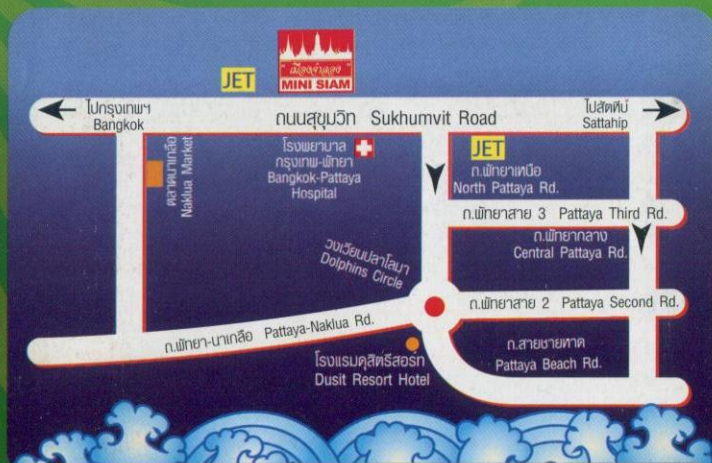 "เมืองจำลอง"
MINI SIAM
JET
ไปกรุงเทพฯ
Bangkok
ถนนสุขุมวิท Sukhumvit Road
ไปสัตหีบ
Sattahip
ตลาดนาเกลือ
Naklua Market
โรงพยาบาล
กรุงเทพ-พัทยา
Bangkok-Pattaya
Hospital
JET
ถ.พัทยาเหนือ
North Pattaya Rd.
ถ.พัทยาสาย 3 Pattaya Third Rd.
ถ.พัทยากลาง
Central Pattaya Rd.
วงเวียนปลาโลมา
Dolphins Circle
ถ.พัทยาสาย 2 Pattaya Second Rd.
ถ.พัทยา-นาเกลือ Pattaya-Naklua Rd.
โรงแรมดุสิตรีสอร์ท
Dusit Resort Hotel
ถ.สายชายหาด
Pattaya Beach Rd.